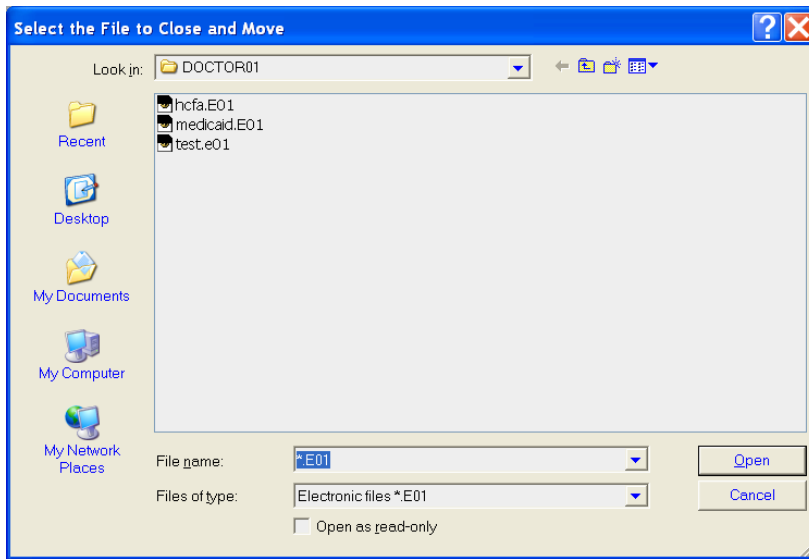 Select the File to Close and Move
Look in: DOCTOR01
hcfa.E01
medicaid.E01
test.e01
Recent
Desktop
My Documents
My Computer
My Network
Places
File name: *.E01 Open
Files of type: Electronic files *.E01 Cancel
Open as read-only